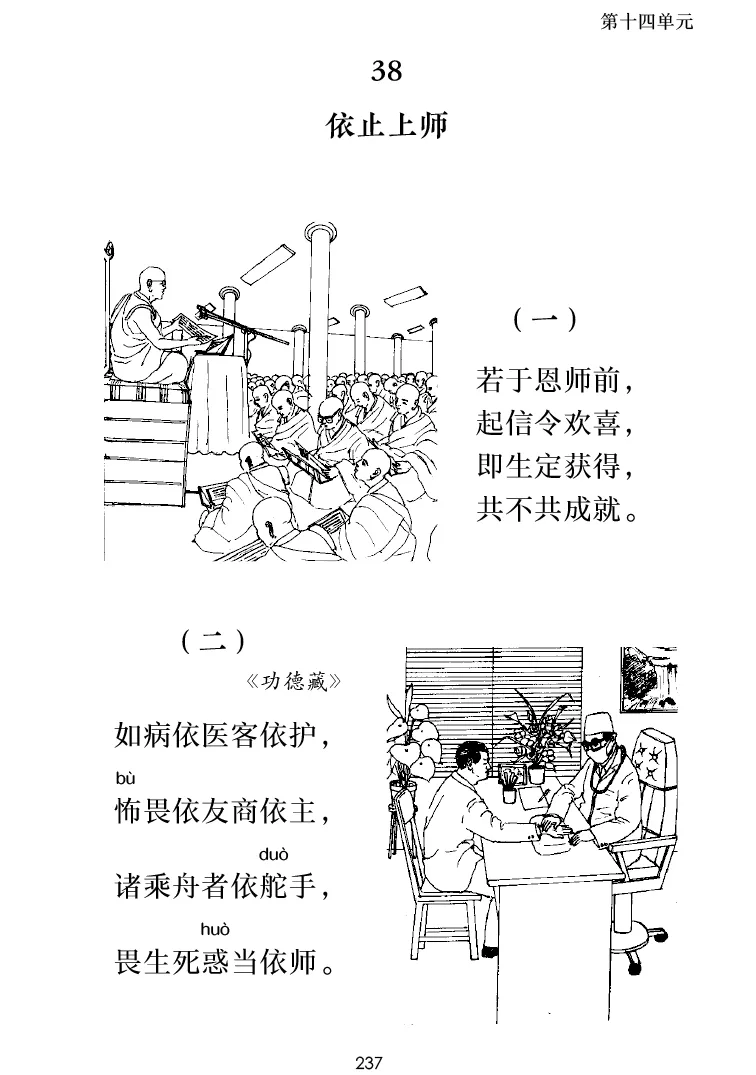 第十四单元
38
依止上师
（一）
若于恩师前，
起信令欢喜，
即生定获得，
共不共成就。
（二）
《功德藏》
如病依医客依护，
bù
怖畏依友商依主，
duò
诸乘舟者依舵手，
huò
畏生死惑当依师。
237